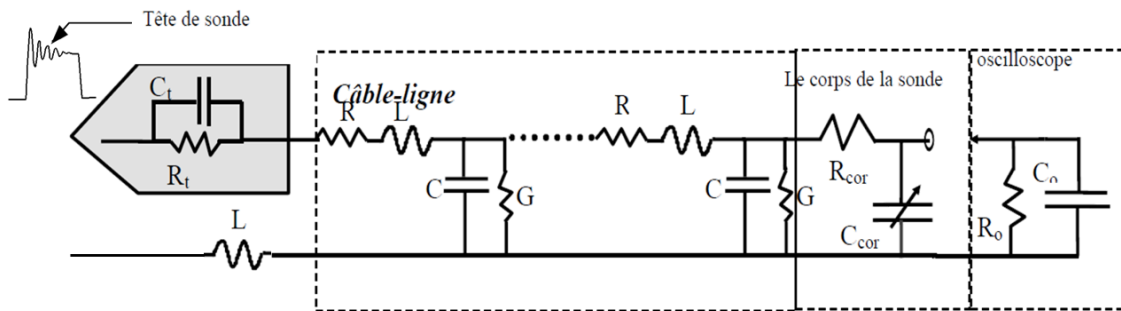 Tête de sonde
oscilloscope
Le corps de la sonde
Câble-ligne
Ct
Rt
R
L
C
G
R
L
C
G
Rcor
Ccor
Ro
Co
L